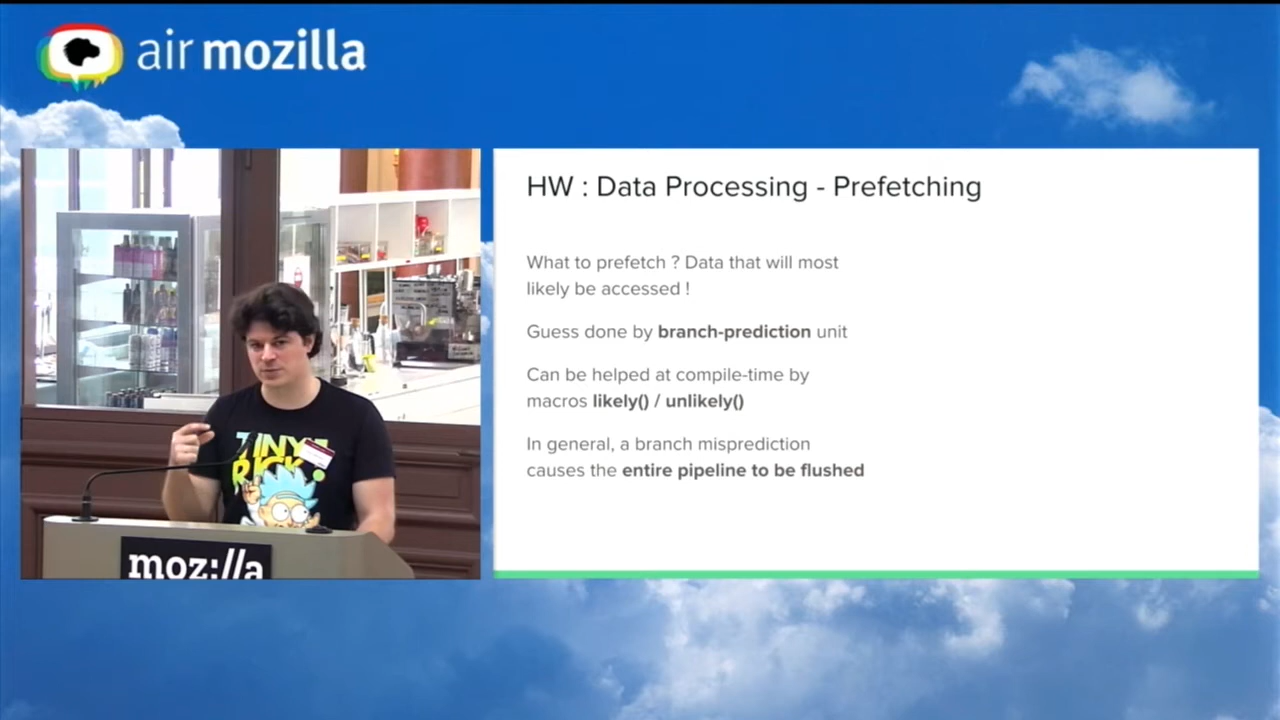 air mozilla
HW : Data Processing - Prefetching
What to prefetch ? Data that will most
likely be accessed !
Guess done by branch-prediction unit
Can be helped at compile-time by
macros likely() / unlikely()
In general, a branch misprediction
causes the entire pipeline to be flushed
TINY
RICK
moz://a